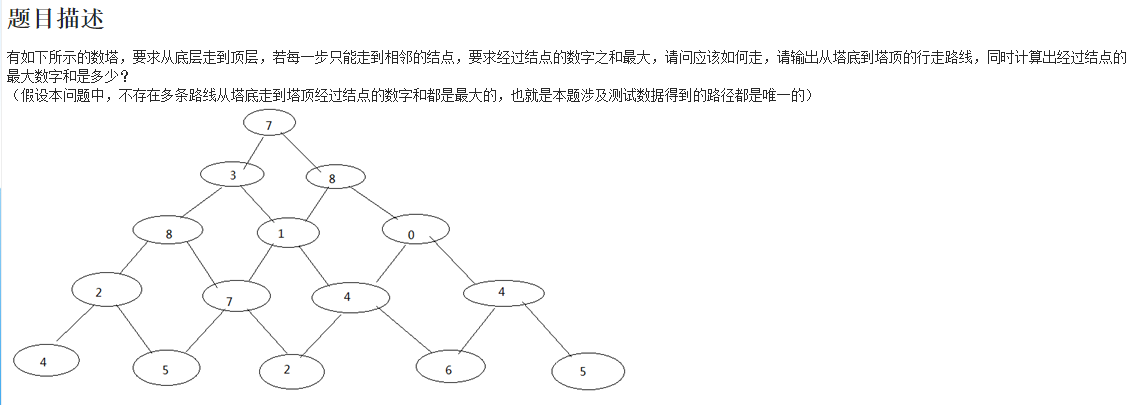 题目描述
有如下所示的数塔，要求从底层走到顶层，若每一步只能走到相邻的结点，要求经过结点的数字之和最大，请问应该如何走，请输出从塔底到塔顶的行走路线，同时计算出经过结点的
最大数字和是多少？
（假设本问题中，不存在多条路线从塔底走到塔顶经过结点的数字和都是最大的，也就是本题涉及测试数据得到的路径都是唯一的）
7
3 8
8 1 0
2 7 4 4
4 5 2 6 5